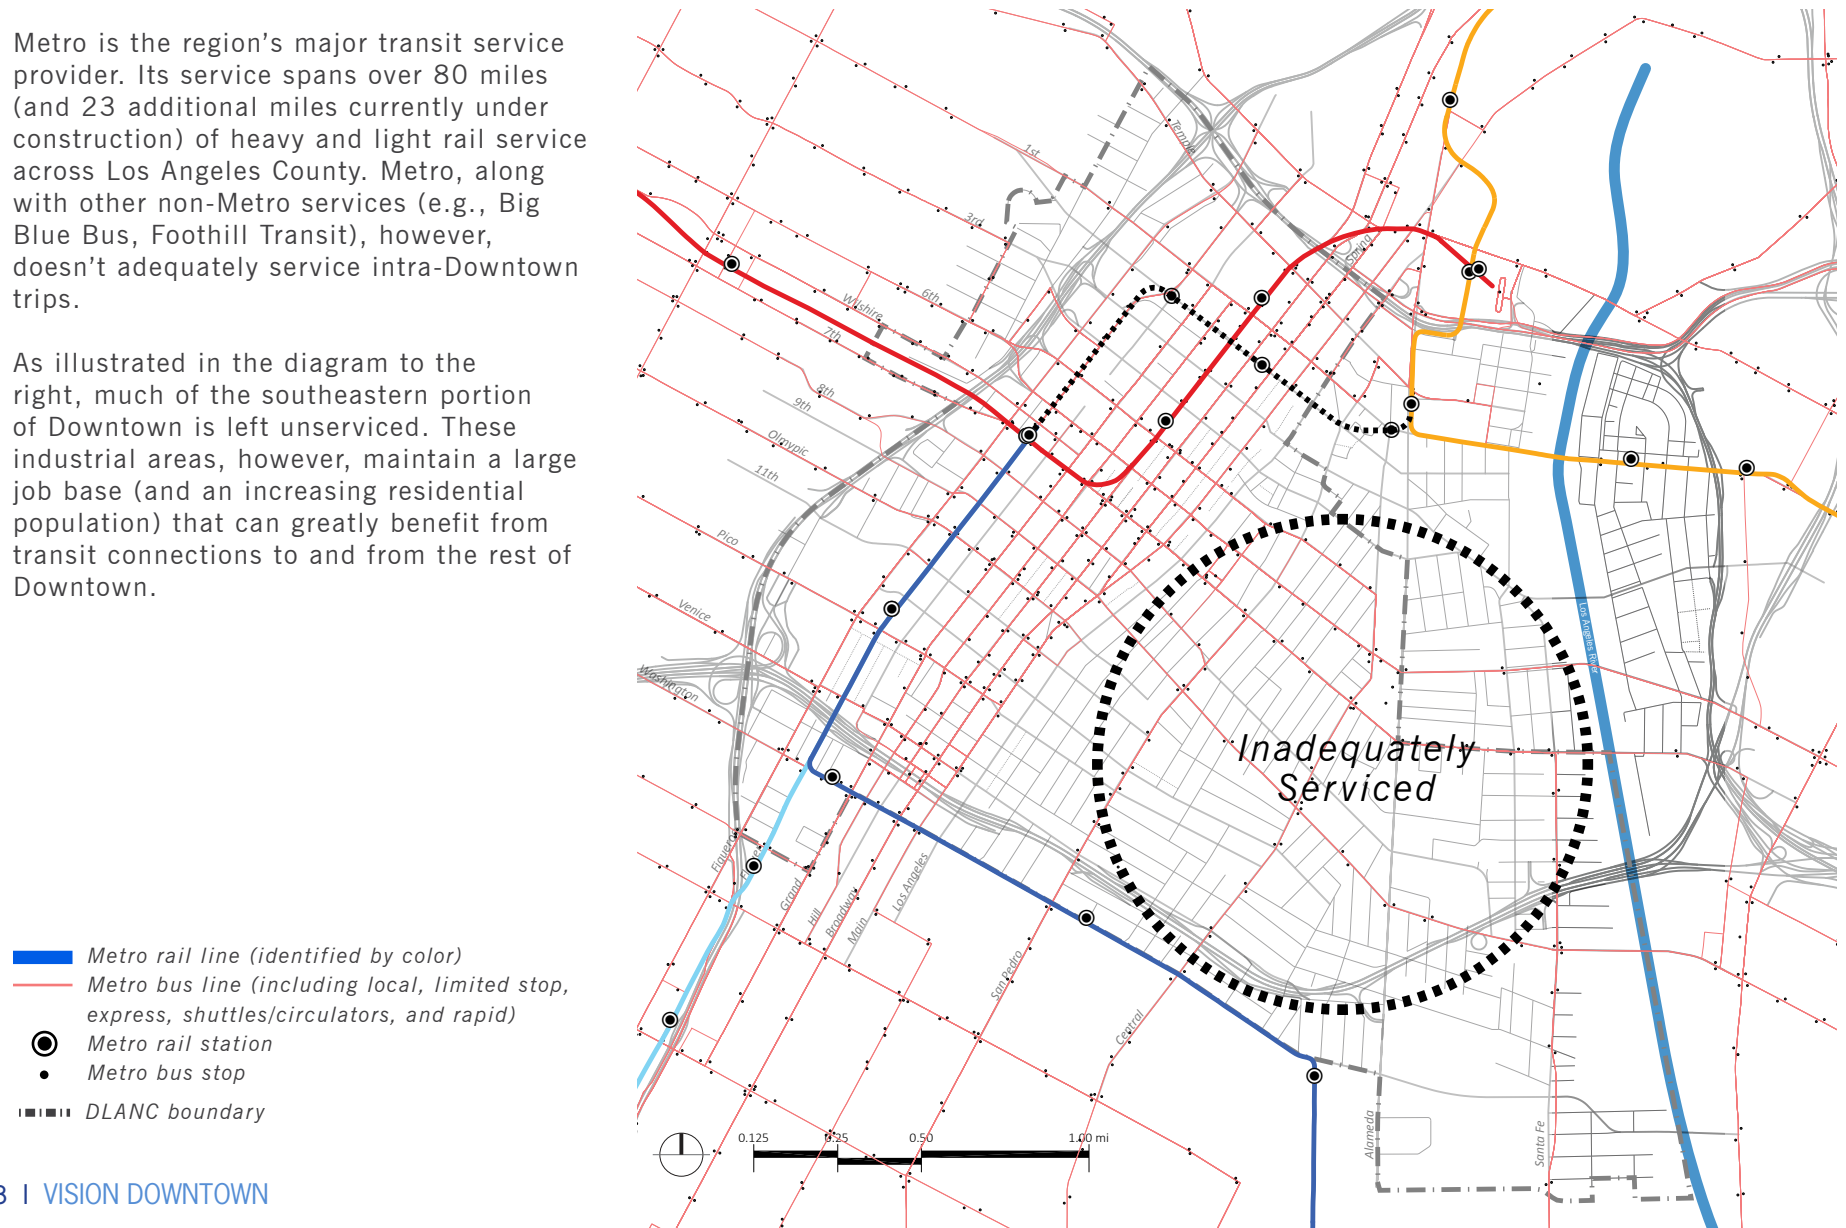 Metro is the region's major transit service
provider. Its service spans over 80 miles
(and 23 additional miles currently under
construction) of heavy and light rail service
across Los Angeles County. Metro, along
with other non-Metro services (e.g., Big
Blue Bus, Foothill Transit), however,
doesn't adequately service intra-Downtown
trips.
As illustrated in the diagram to the
right, much of the southeastern portion
of Downtown is left unserviced. These
industrial areas, however, maintain a large
job base (and an increasing residential
population) that can greatly benefit from
transit connections to and from the rest of
Downtown.
Metro rail line (identified by color)
Metro bus line (including local, limited stop,
express, shuttles/circulators, and rapid)
Metro rail station
Metro bus stop
DLANC boundary
VISION DOWNTOWN
Temple
1st
3rd
Spring
6th
Wilshire
7th
8th
9th
Olmypic
11th
Pico
Venice
Washington
Los Angeles River
Inadequately
Serviced
Grand
Hill
Broadway
Main
Los Angeles
San Pedro
Central
Alameda
Santa Fe
0.125
0.25
0.50
1.00 mi